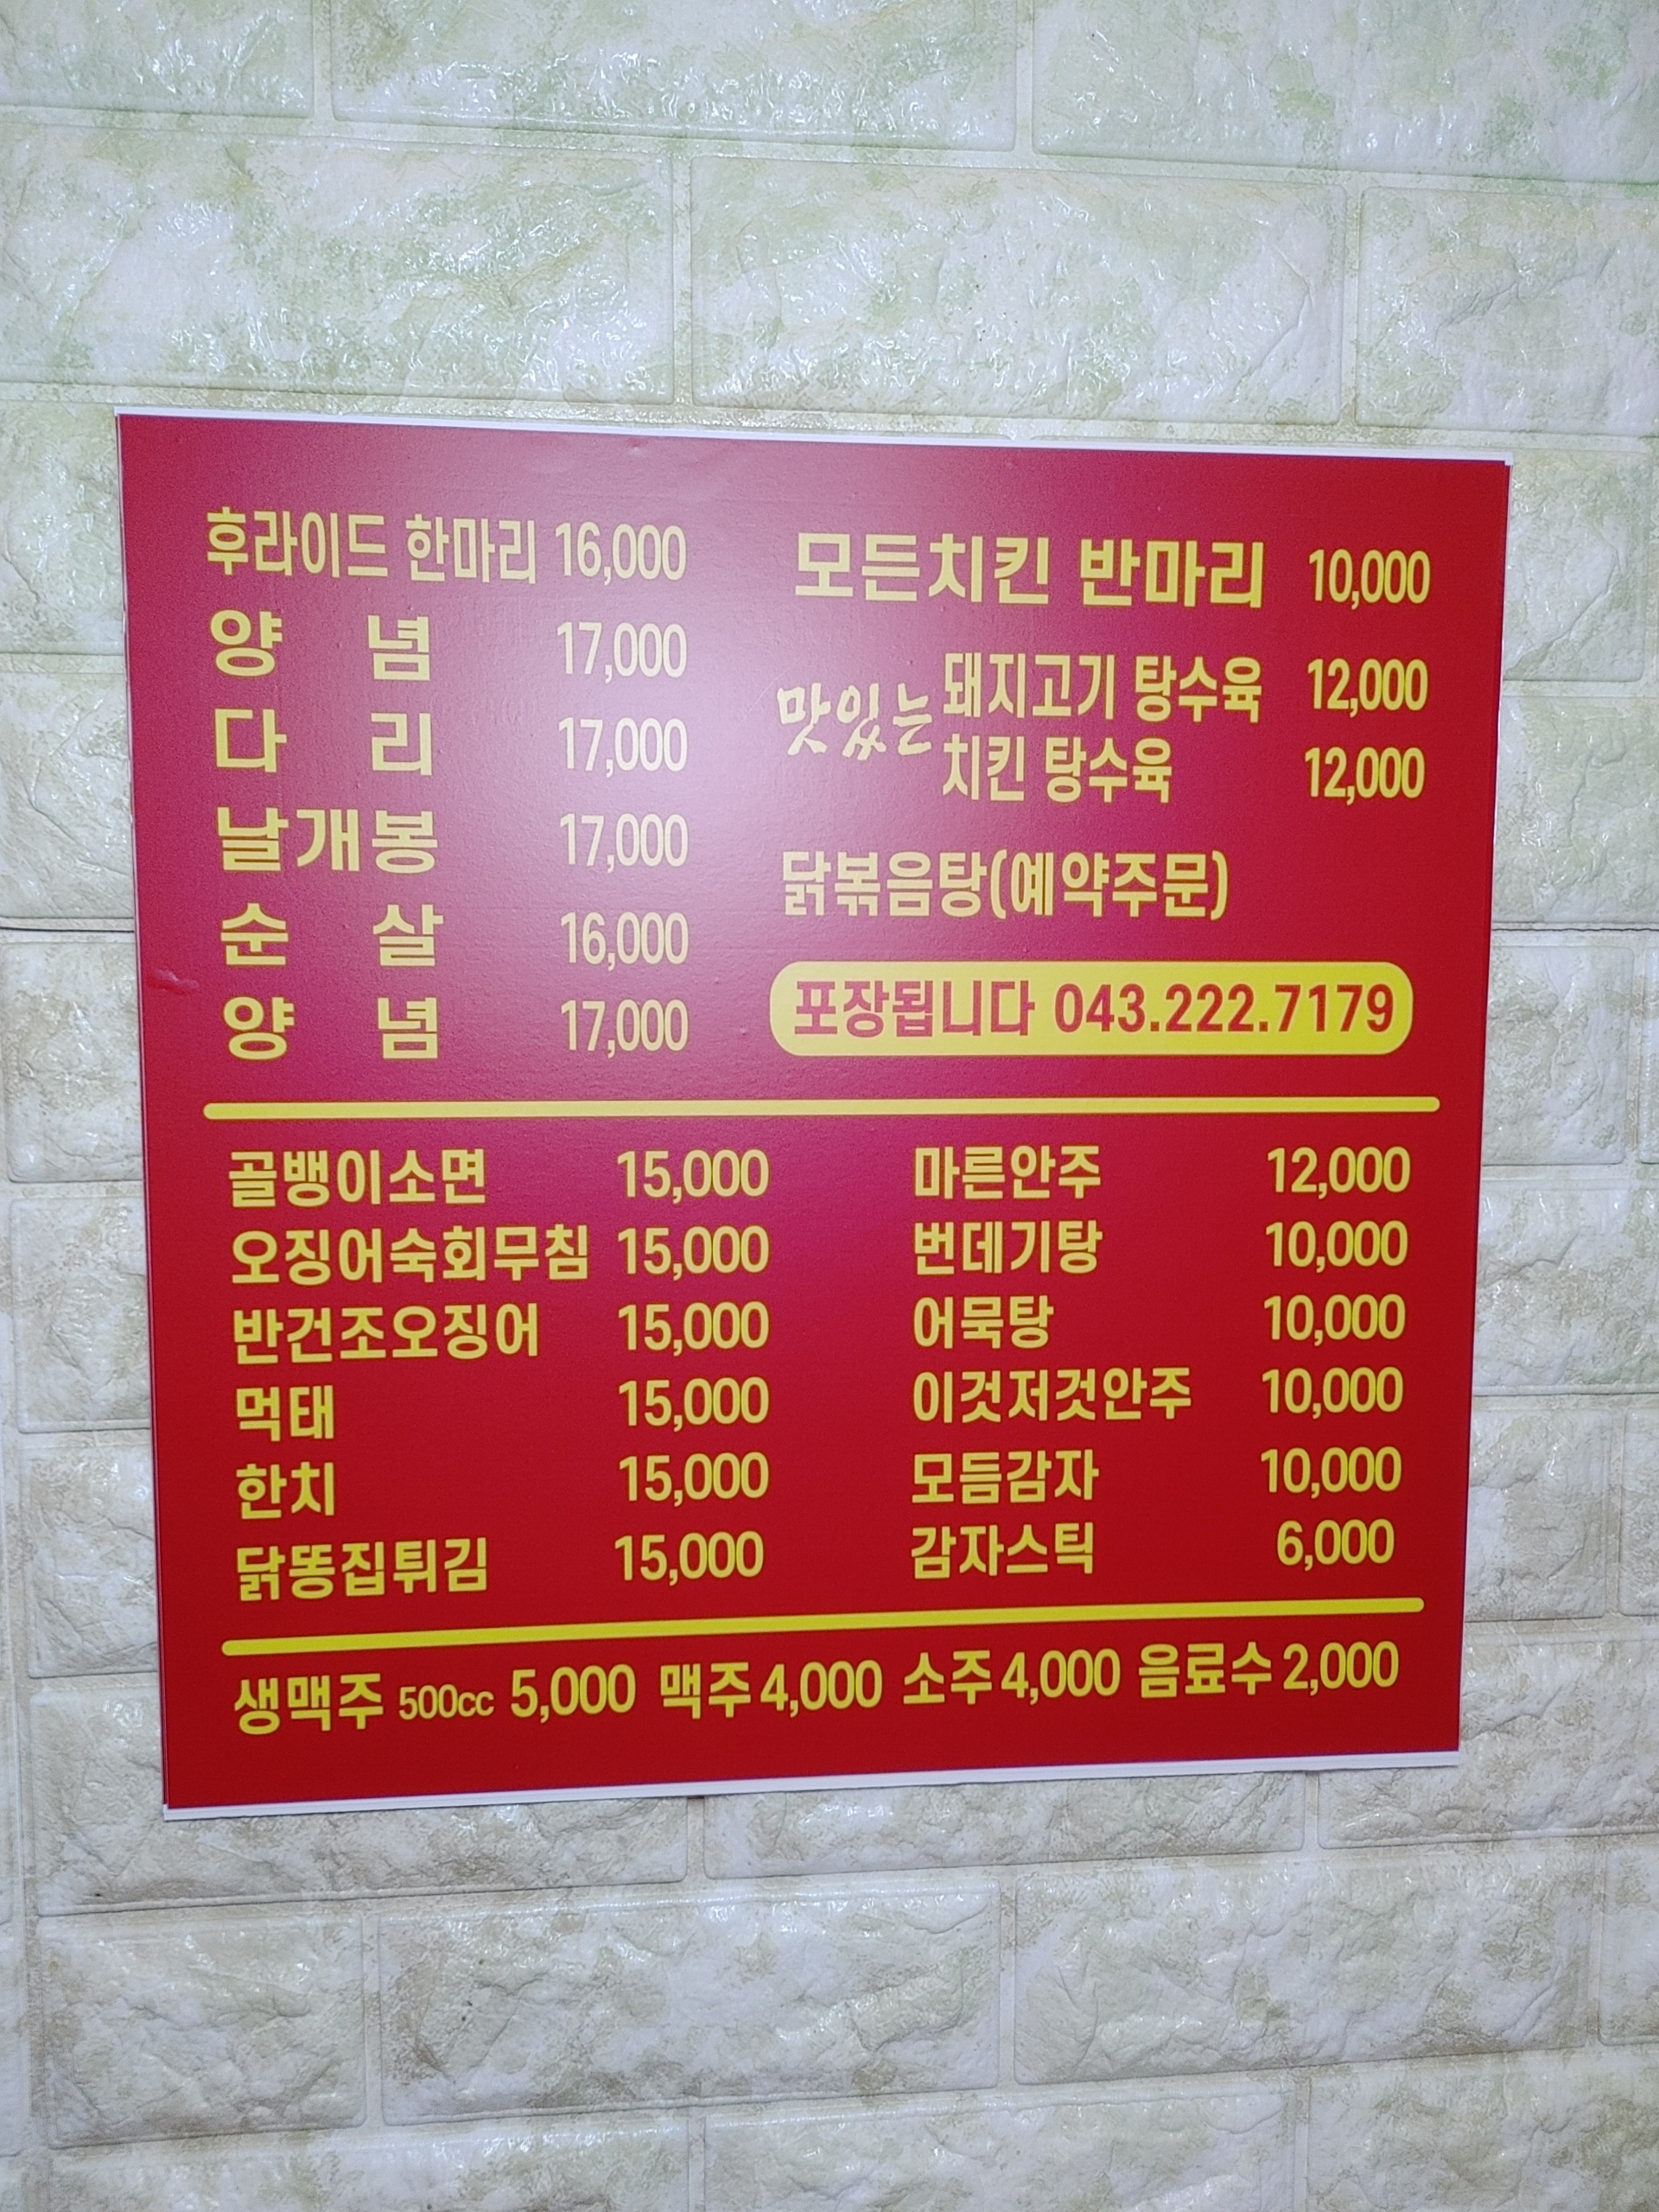 후라이드 한마리 16,000
양 념 17,000
다 리 17,000
날개봉 17,000
순 살 16,000
양 념 17,000
모든치킨 반마리 10,000
맛있는
돼지고기 탕수육 12,000
치킨 탕수육 12,000
닭볶음탕(예약주문)
포장됩니다 043.222.7179
골뱅이소면 15,000
오징어숙회무침 15,000
반건조오징어 15,000
먹태 15,000
한치 15,000
닭똥집튀김 15,000
마른안주 12,000
번데기탕 10,000
어묵탕 10,000
이것저것안주 10,000
모듬감자 10,000
감자스틱 6,000
생맥주 500cc 5,000 맥주 4,000 소주 4,000 음료수 2,000